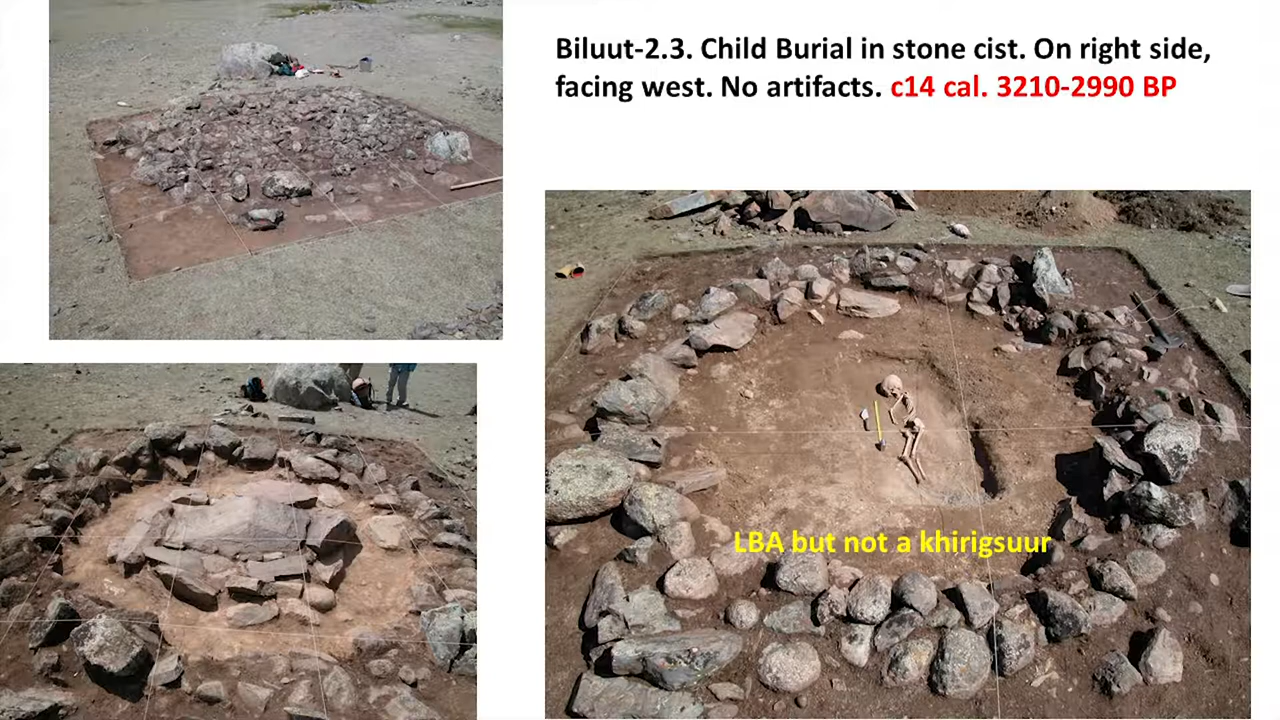 Biluut-2.3. Child Burial in stone cist. On right side,
facing west. No artifacts. c14 cal. 3210-2990 BP
LBA but not a khirigsuur